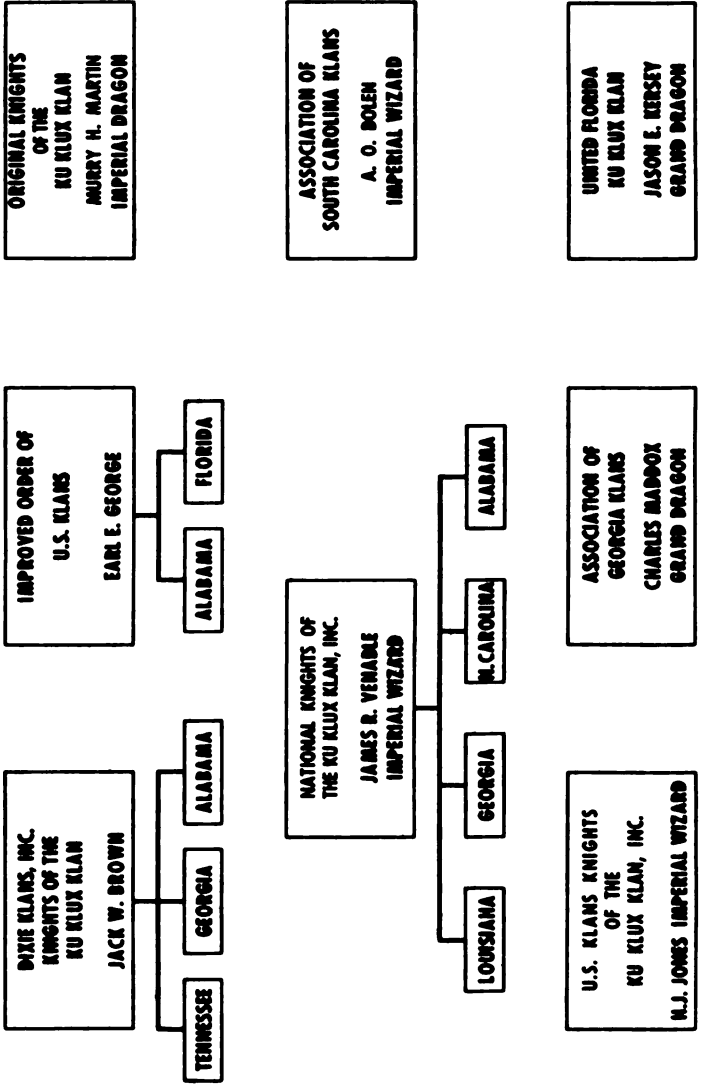 DIXIE KLANS, INC.
KNIGHTS OF THE
KU KLUX KLAN
JACK W. BROWN
TENNESSEE
GEORGIA
ALABAMA
IMPROVED ORDER OF
U.S. KLANS
EARL E. GEORGE
ALABAMA
FLORIDA
ORIGINAL KNIGHTS
OF THE
KU KLUX KLAN
MURRY H. MARTIN
IMPERIAL DRAGON
NATIONAL KNIGHTS OF
THE KU KLUX KLAN, INC.
JAMES R. VENABLE
IMPERIAL WIZARD
LOUISIANA
GEORGIA
N. CAROLINA
ALABAMA
ASSOCIATION OF
SOUTH CAROLINA KLANS
A. O. BOLEN
IMPERIAL WIZARD
U.S. KLANS KNIGHTS
OF THE
KU KLUX KLAN, INC.
H.J. JONES IMPERIAL WIZARD
ASSOCIATION OF
GEORGIA KLANS
CHARLES MADDOX
GRAND DRAGON
UNITED FLORIDA
KU KLUX KLAN
JASON E. KERSEY
GRAND DRAGON